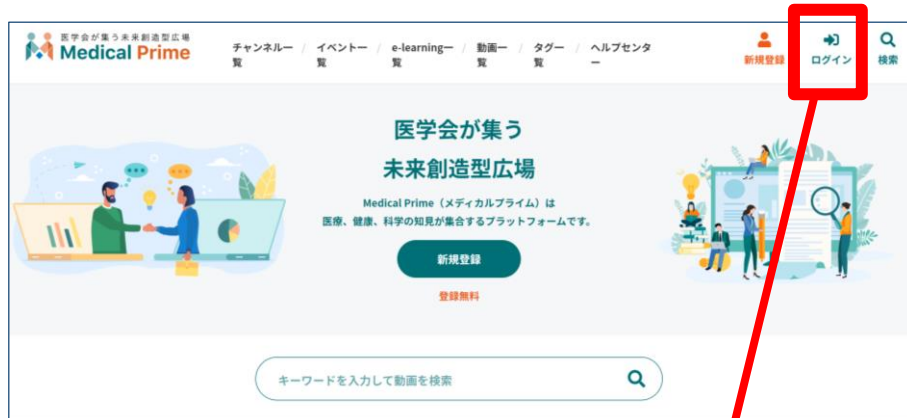 医学会が集う未来創造型広場
Medical Prime
チャンネル一覧 / イベント一覧 / e-learning一覧 / 動画一覧 / タグ一覧 / ヘルプセンター
新規登録
ログイン
検索
医学会が集う
未来創造型広場
Medical Prime（メディカルプライム）は
医療、健康、科学の知見が集合するプラットフォームです。
新規登録
登録無料
キーワードを入力して動画を検索